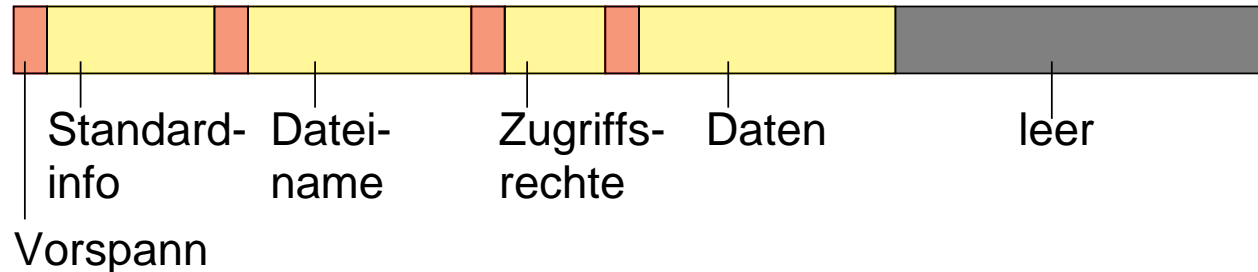 Standard- Datei- Zugriffs- Daten leer
info name rechte
Vorspann